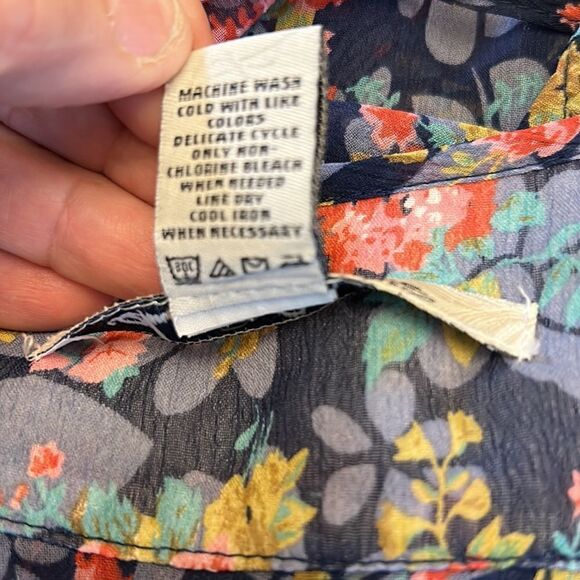 MACHINE WASH
COLD WITH LIKE
COLORS
DELICATE CYCLE
ONLY NON-
CHLORINE BLEACH
WHEN NEEDED
LINE DRY
COOL IRON
WHEN NECESSARY